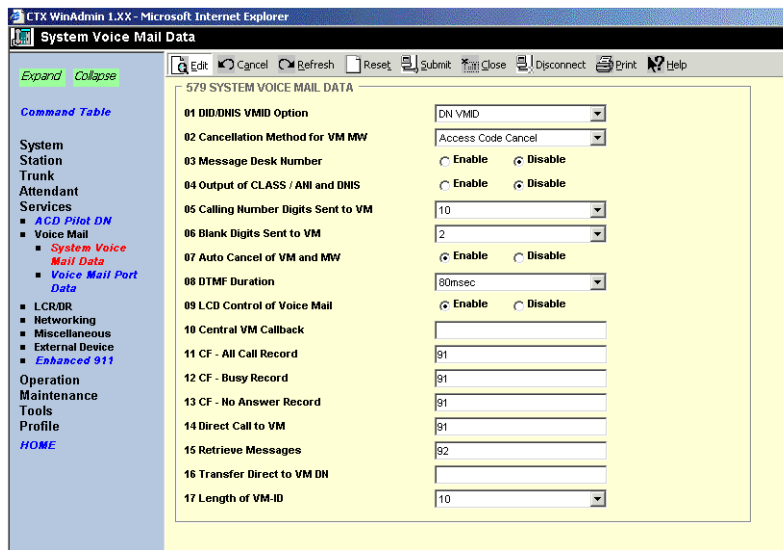 CTX WinAdmin 1.XX - Microsoft Internet Explorer
System Voice Mail Data
Expand Collapse
Command Table
System
Station
Trunk
Attendant
Services
ACD Pilot DN
Voice Mail
System Voice
Mail Data
Voice Mail Port
Data
LCR/DR
Networking
Miscellaneous
External Device
Enhanced 911
Operation
Maintenance
Tools
Profile
HOME
Edit Cancel Refresh Reset Submit Close Disconnect Print Help
579 SYSTEM VOICE MAIL DATA
01 DID/DNIS VMID Option DN VMID
02 Cancellation Method for VM MW Access Code Cancel
03 Message Desk Number Enable Disable
04 Output of CLASS / ANI and DNIS Enable Disable
05 Calling Number Digits Sent to VM 10
06 Blank Digits Sent to VM 2
07 Auto Cancel of VM and MW Enable Disable
08 DTMF Duration 80msec
09 LCD Control of Voice Mail Enable Disable
10 Central VM Callback
11 CF - All Call Record 91
12 CF - Busy Record 91
13 CF - No Answer Record 91
14 Direct Call to VM 91
15 Retrieve Messages 92
16 Transfer Direct to VM DN
17 Length of VM-ID 10